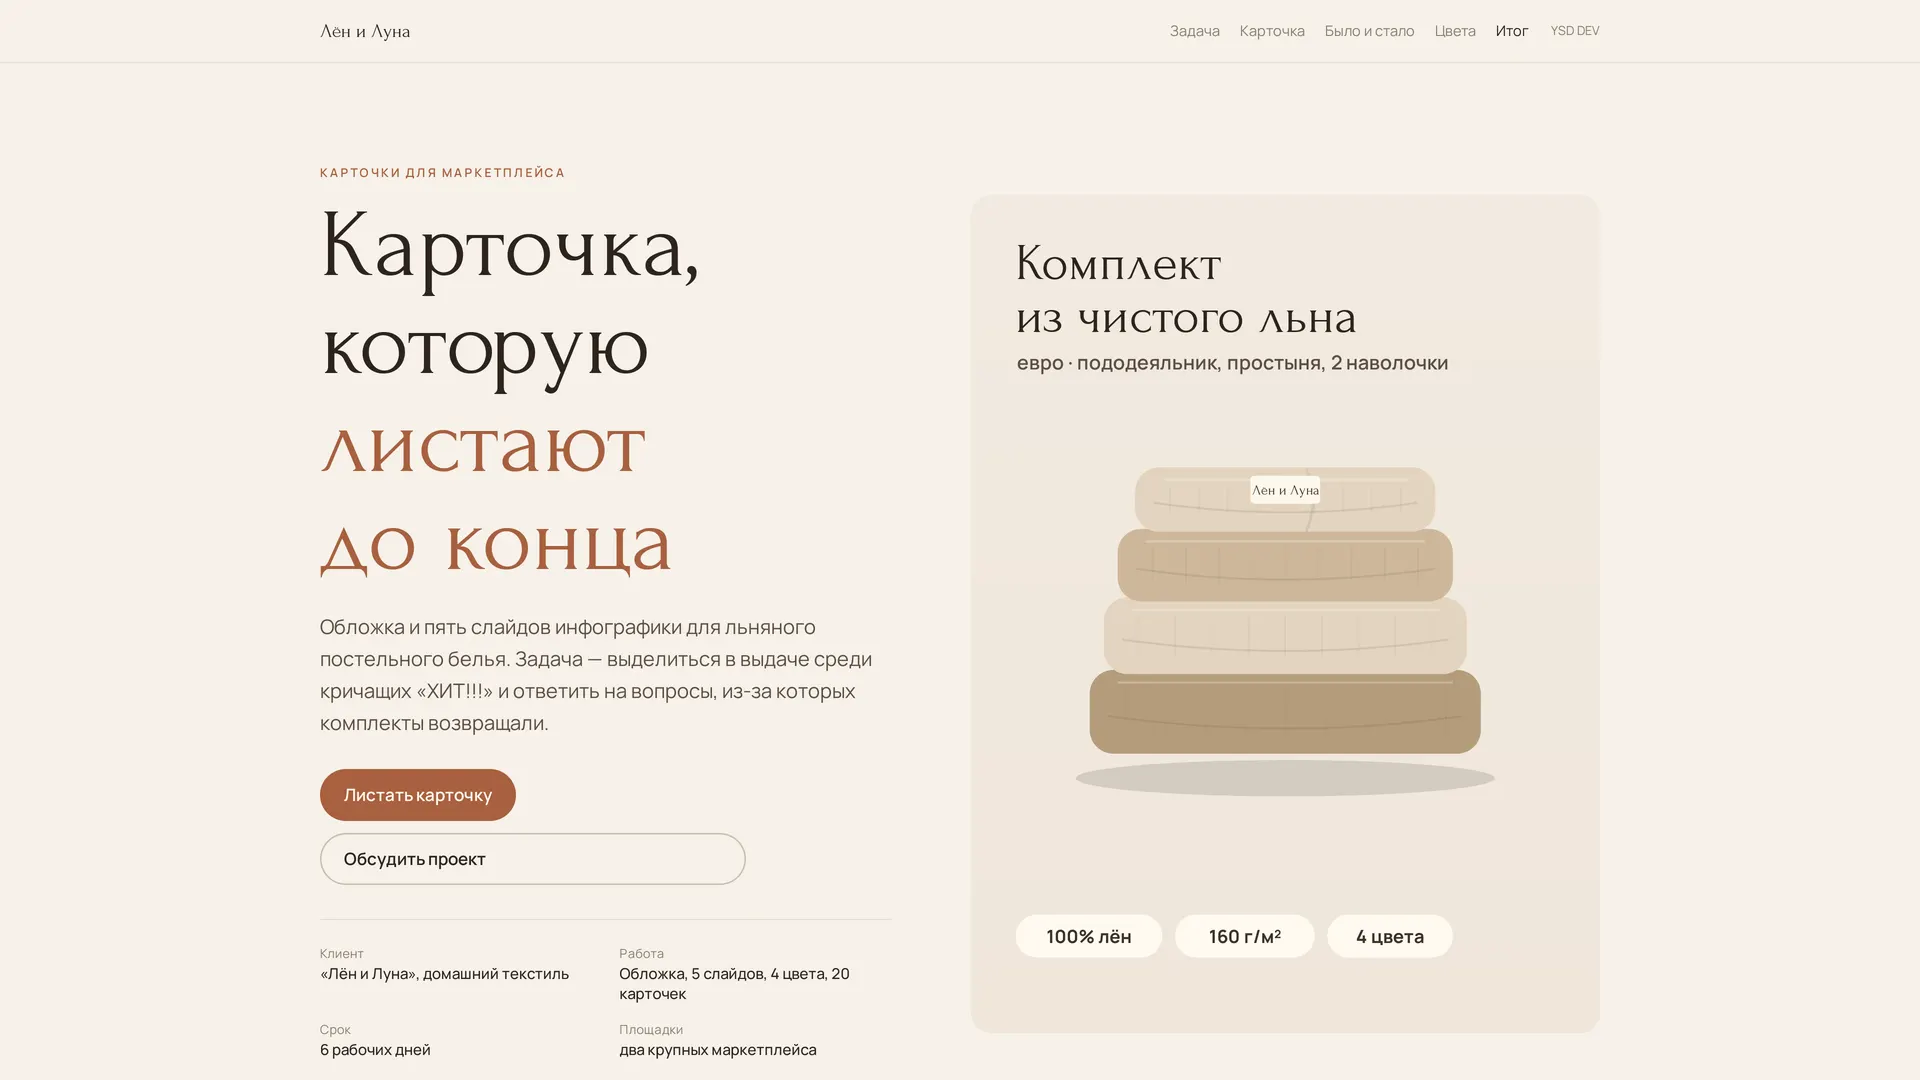 Лён и Луна
Задача
Карточка
Было и стало
Цвета
Итог
YSD DEV
КАРТОЧКИ ДЛЯ МАРКЕТПЛЕЙСА
Карточка,
которую
листают
до конца
Обложка и пять слайдов инфографики для льняного
постельного белья. Задача — выделиться в выдаче среди
кричащих «ХИТ!!!» и ответить на вопросы, из-за которых
комплекты возвращали.
Листать карточку
Обсудить проект
Клиент
«Лён и Луна», домашний текстиль
Работа
Обложка, 5 слайдов, 4 цвета, 20
карточек
Срок
6 рабочих дней
Площадки
два крупных маркетплейса
Комплект
из чистого льна
евро · пододеяльник, простыня, 2 наволочки
Лен и Луна
100% лён
160 г/м²
4 цвета